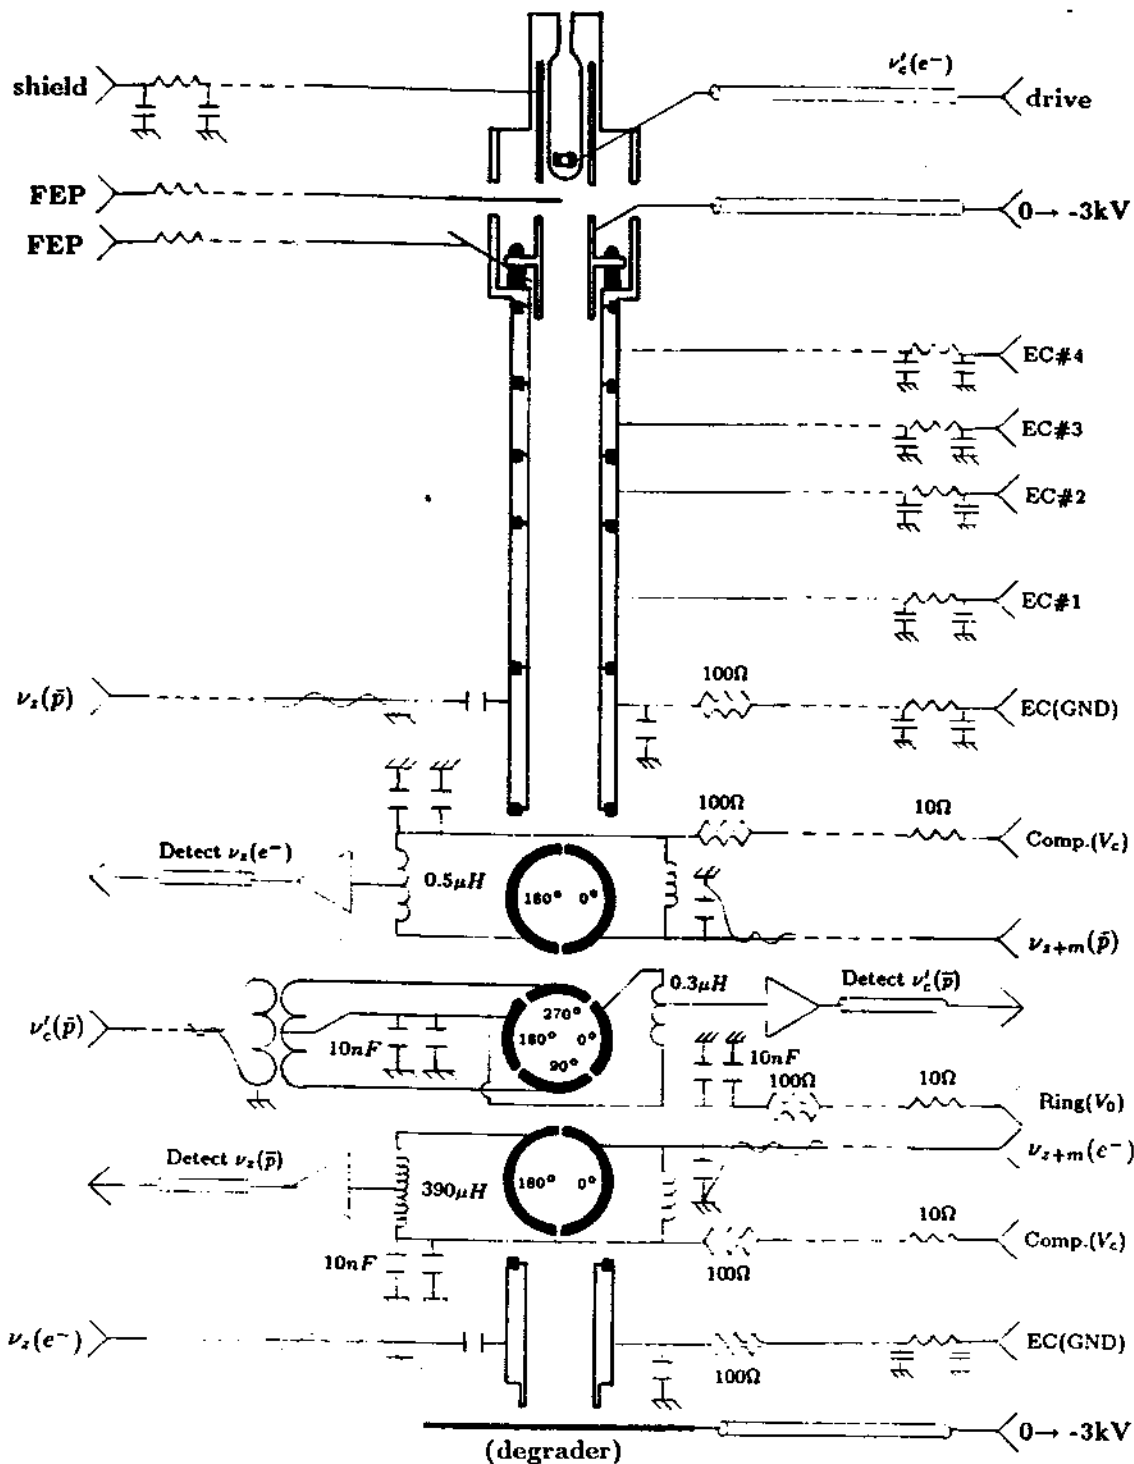 ν'c(e−)
shield
drive
FEP
0→ -3kV
FEP
EC#4
EC#3
EC#2
EC#1
νz(p̄)
100Ω
EC(GND)
100Ω
10Ω
Comp.(Vc)
Detect νz(e−)
0.5μH
180° 0°
νz+m(p̄)
0.3μH
Detect ν'c(p̄)
ν'c(p̄)
270°
180° 0°
90°
10nF
10nF
100Ω
10Ω
Ring(V0)
νz+m(e−)
Detect νz(p̄)
390μH
180° 0°
10Ω
Comp.(Vc)
10nF
100Ω
νz(e−)
EC(GND)
100Ω
0→ -3kV
(degrader)